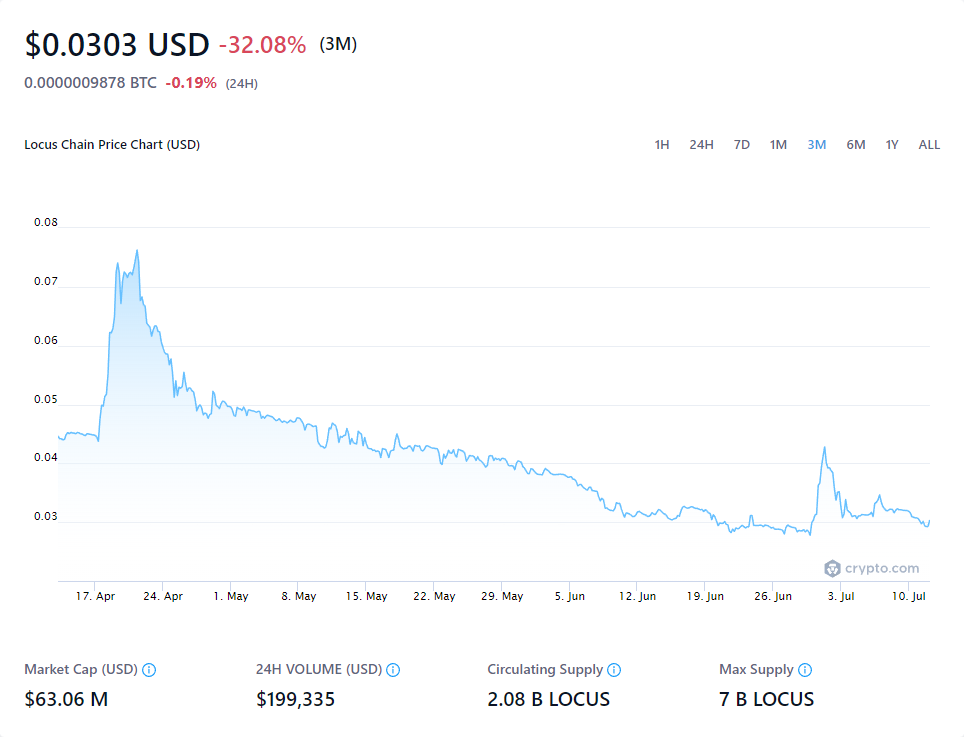 $0.0303 USD -32.08% (3M)
0.0000009878 BTC -0.19% (24H)
Locus Chain Price Chart (USD) 1H 24H 7D 1M 3M 6M 1Y ALL
0.08
0.07
0.06
0.05
0.04
0.03
crypto.com
17. Apr 24. Apr 1. May 8. May 15. May 22. May 29. May 5. Jun 12. Jun 19. Jun 26. Jun 3. Jul 10. Jul
Market Cap (USD) 24H VOLUME (USD) Circulating Supply Max Supply
$63.06 M $199,335 2.08 B LOCUS 7 B LOCUS